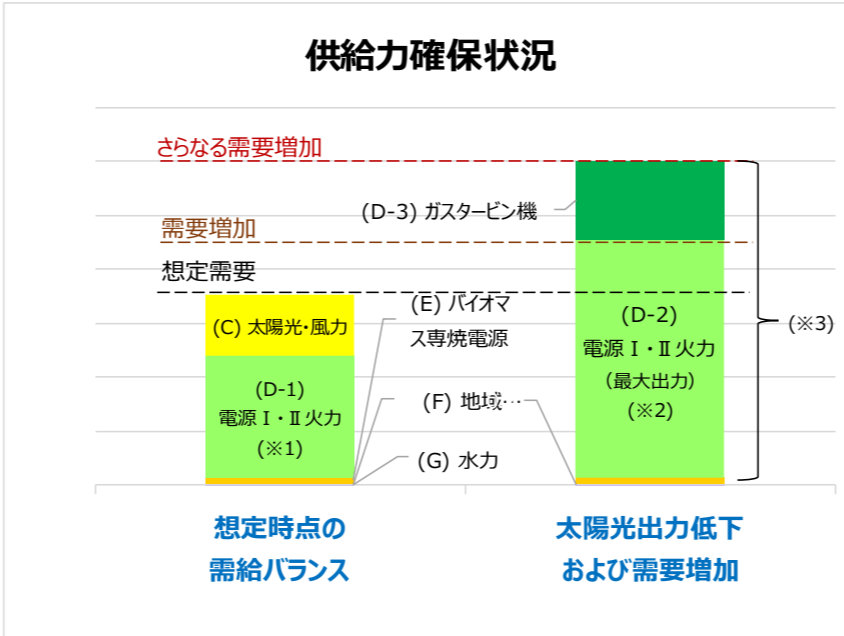 供給力確保状況
さらなる需要増加
(D-3) ガスタービン機
需要増加
想定需要
(E) バイオマ
ス専焼電源
(C) 太陽光・風力
(D-2)
電源Ⅰ・Ⅱ火力
(最大出力)
(※2)
(※3)
(D-1)
電源Ⅰ・Ⅱ火力
(※1)
(F) 地域…
(G) 水力
想定時点の
需給バランス
太陽光出力低下
および需要増加